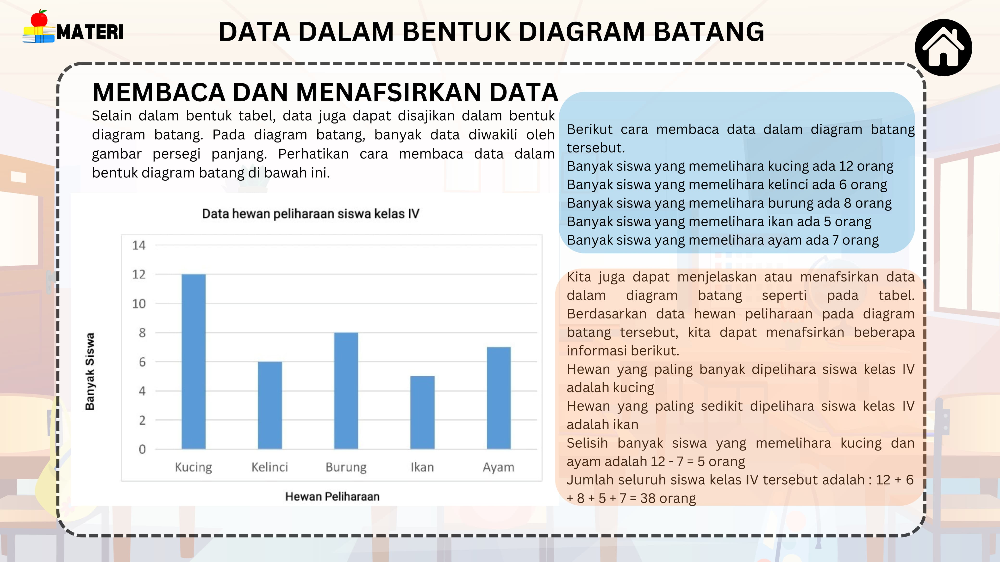 MATERI
DATA DALAM BENTUK DIAGRAM BATANG
MEMBACA DAN MENAFSIRKAN DATA
Selain dalam bentuk tabel, data juga dapat disajikan dalam bentuk
diagram batang. Pada diagram batang, banyak data diwakili oleh
gambar persegi panjang. Perhatikan cara membaca data dalam
bentuk diagram batang di bawah ini.
Data hewan peliharaan siswa kelas IV
14
12
10
8
6
4
2
0
Banyak Siswa
Kucing Kelinci Burung Ikan Ayam
Hewan Peliharaan
Berikut cara membaca data dalam diagram batang
tersebut.
Banyak siswa yang memelihara kucing ada 12 orang
Banyak siswa yang memelihara kelinci ada 6 orang
Banyak siswa yang memelihara burung ada 8 orang
Banyak siswa yang memelihara ikan ada 5 orang
Banyak siswa yang memelihara ayam ada 7 orang
Kita juga dapat menjelaskan atau menafsirkan data
dalam diagram batang seperti pada tabel.
Berdasarkan data hewan peliharaan pada diagram
batang tersebut, kita dapat menafsirkan beberapa
informasi berikut.
Hewan yang paling banyak dipelihara siswa kelas IV
adalah kucing
Hewan yang paling sedikit dipelihara siswa kelas IV
adalah ikan
Selisih banyak siswa yang memelihara kucing dan
ayam adalah 12 - 7 = 5 orang
Jumlah seluruh siswa kelas IV tersebut adalah : 12 + 6
+ 8 + 5 + 7 = 38 orang